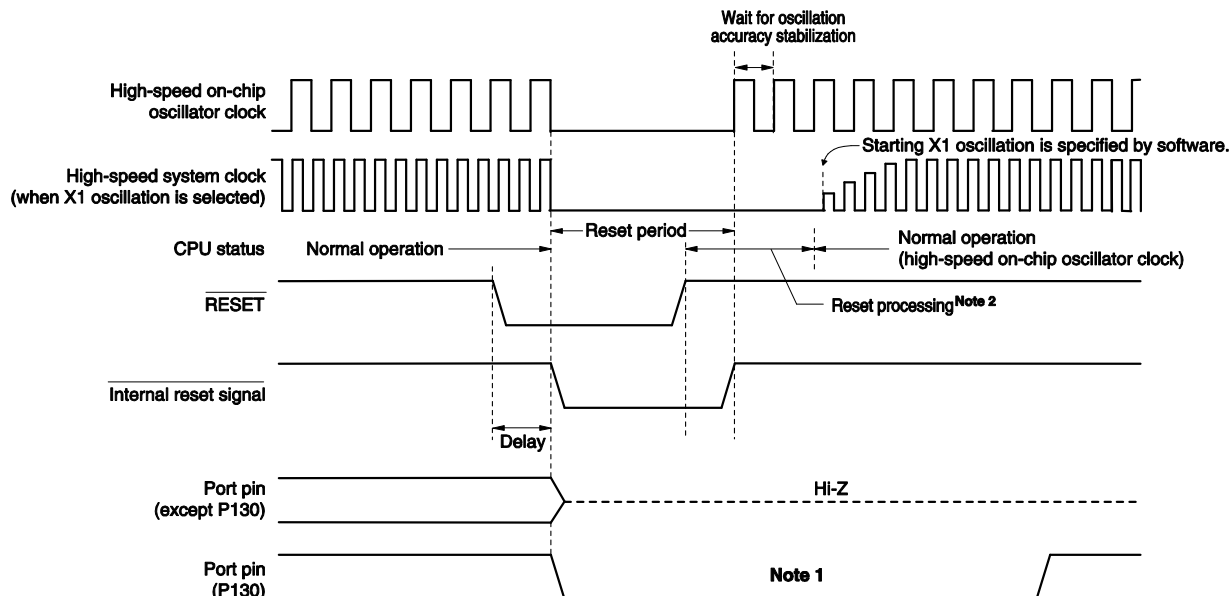 Wait for oscillation
accuracy stabilization
High-speed on-chip
oscillator clock
Starting X1 oscillation is specified by software.
High-speed system clock
(when X1 oscillation is selected)
Reset period
CPU status
Normal operation
Normal operation
(high-speed on-chip oscillator clock)
RESET
Reset processing Note 2
Internal reset signal
Delay
Port pin
(except P130)
Hi-Z
Port pin
(P130)
Note 1